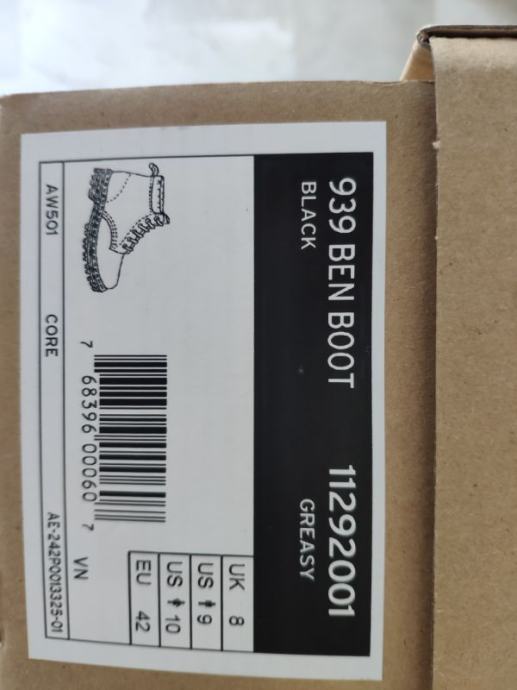 939 BEN BOOT 11292001
BLACK GREASY
UK 8
US 9
US 10
EU 42
7 68396 00060 7
VN
AW501 CORE AE-242P0013325-01